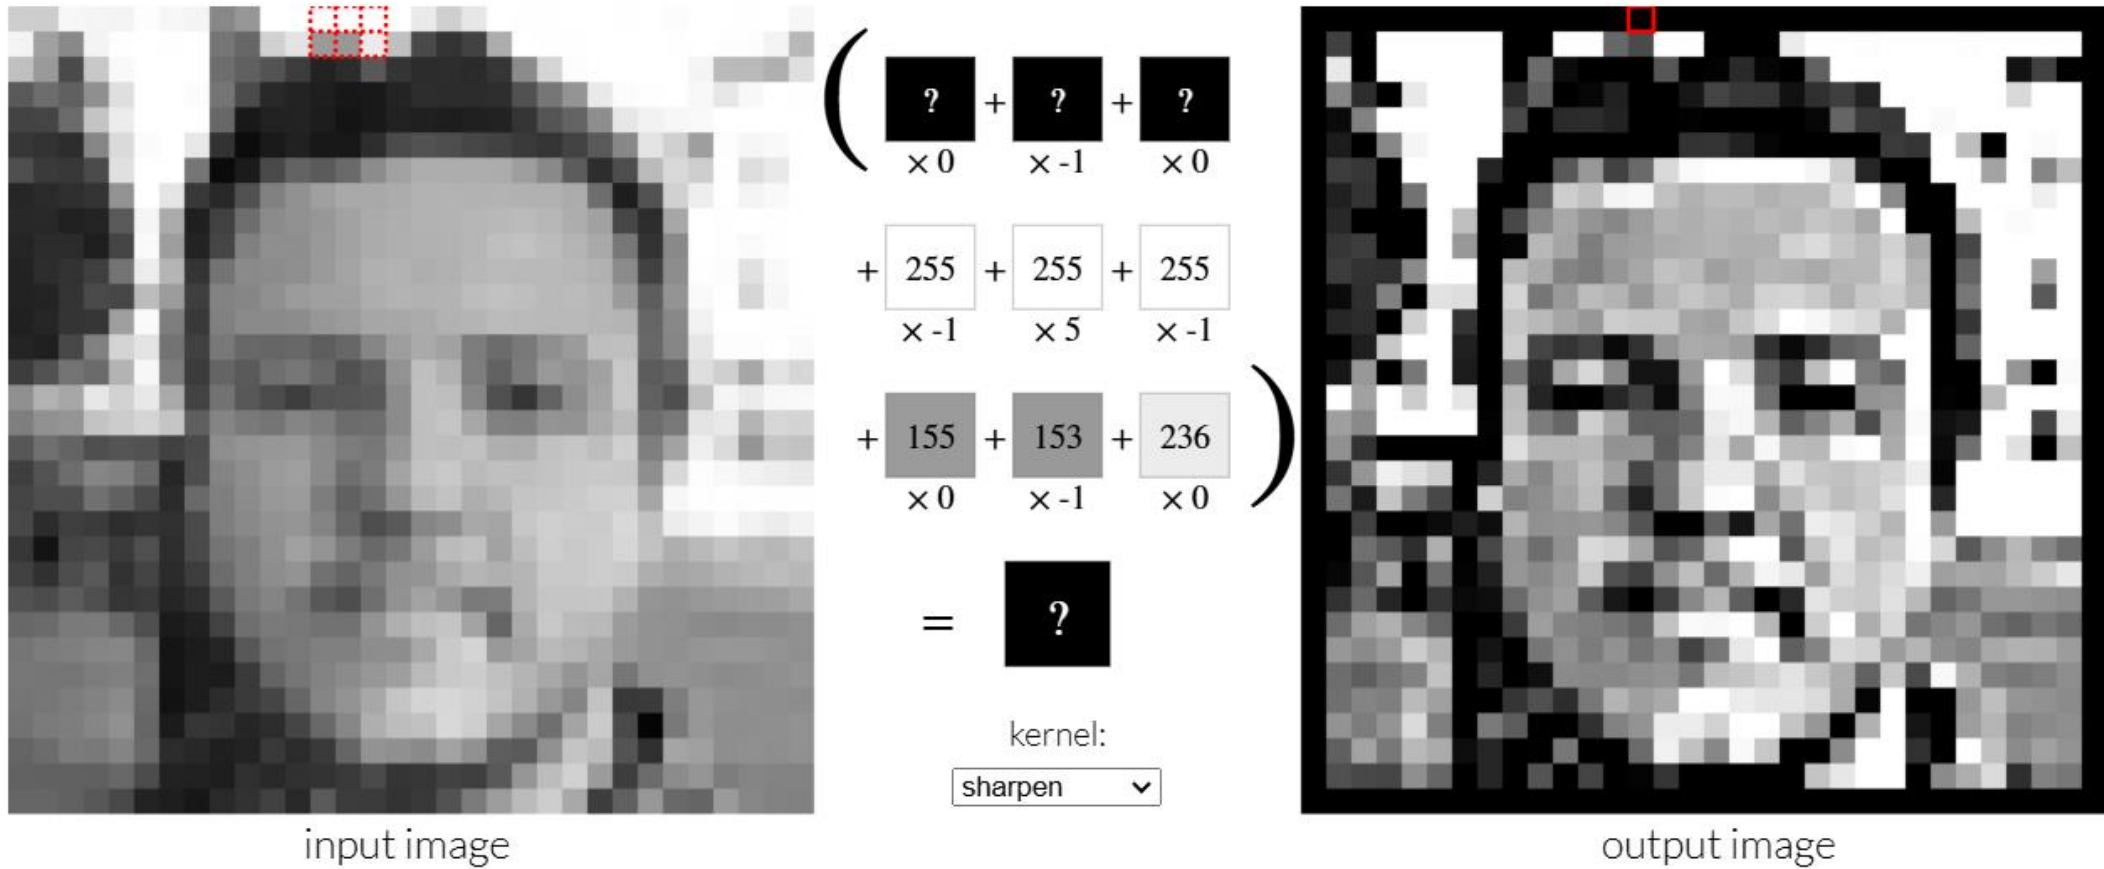 ( ? + ? + ?
× 0 × -1 × 0
+ 255 + 255 + 255
× -1 × 5 × -1
+ 155 + 153 + 236 )
× 0 × -1 × 0
= ?
kernel:
sharpen
input image
output image